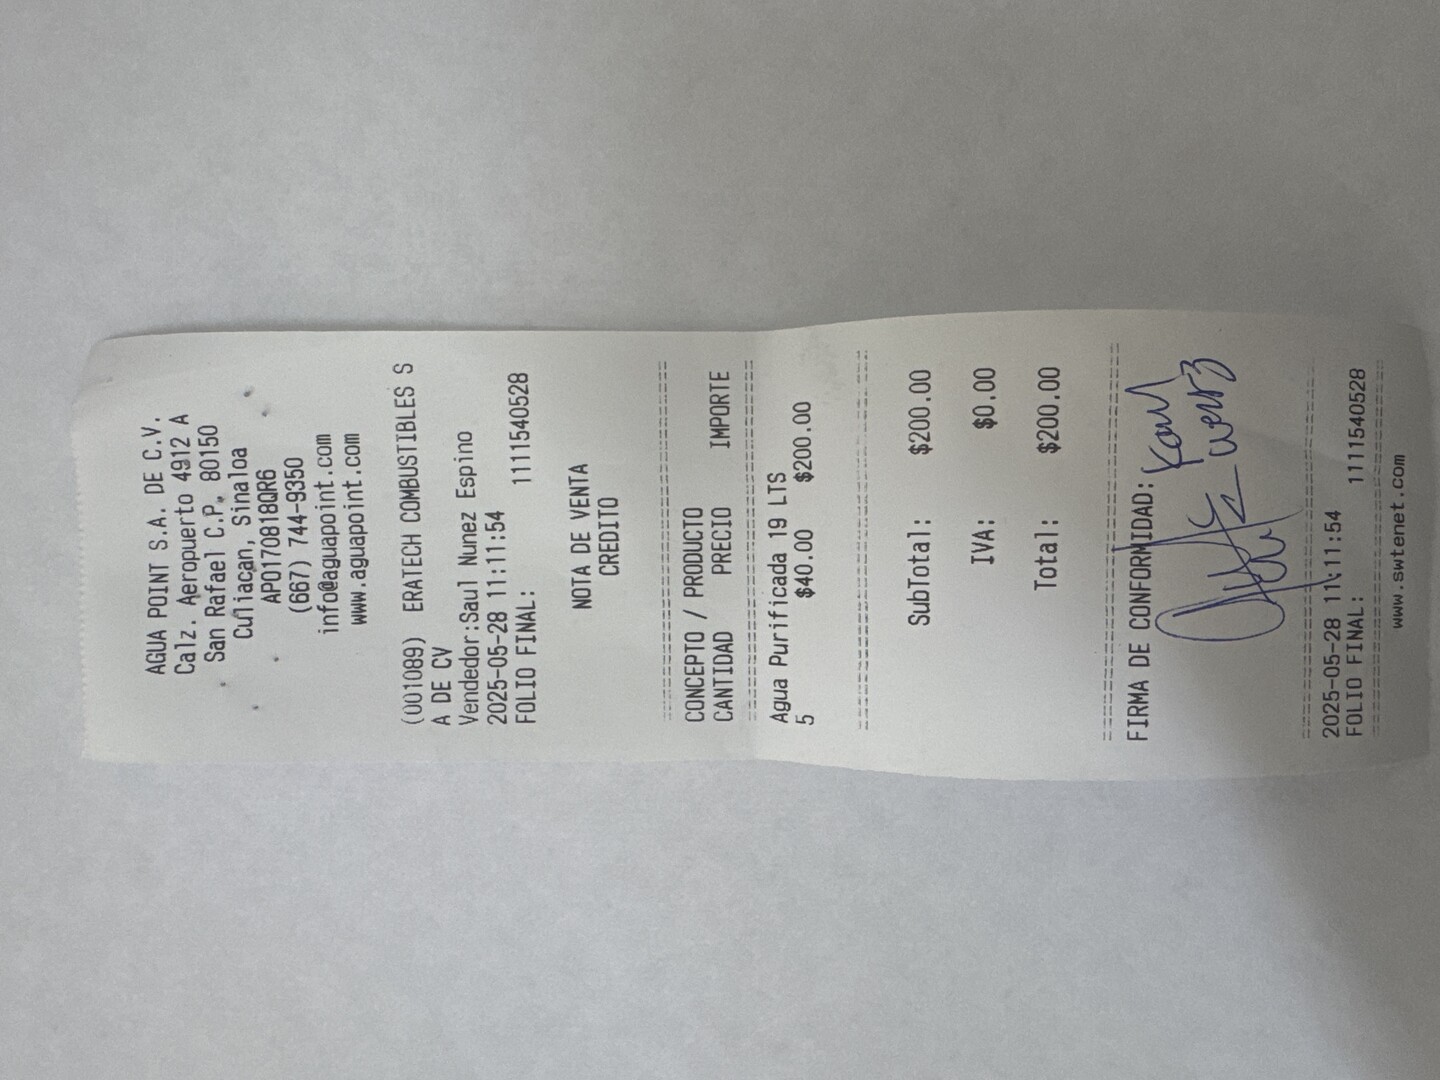 AGUA POINT S.A. DE C.V.
Calz. Aeropuerto 4912 A
San Rafael C.P. 80150
Culiacan, Sinaloa
APO170818QR6
(667) 744-9350
info@aguapoint.com
www.aguapoint.com
(001089) ERATECH COMBUSTIBLES S
A DE CV
Vendedor:Saul Nunez Espino
2025-05-28 11:11:54
FOLIO FINAL: 1111540528
NOTA DE VENTA
CREDITO
CONCEPTO / PRODUCTO
CANTIDAD PRECIO IMPORTE
Agua Purificada 19 LTS
5 $40.00 $200.00
SubTotal: $200.00
IVA: $0.00
Total: $200.00
FIRMA DE CONFORMIDAD:
2025-05-28 11:11:54
FOLIO FINAL: 1111540528
www.swtenet.com